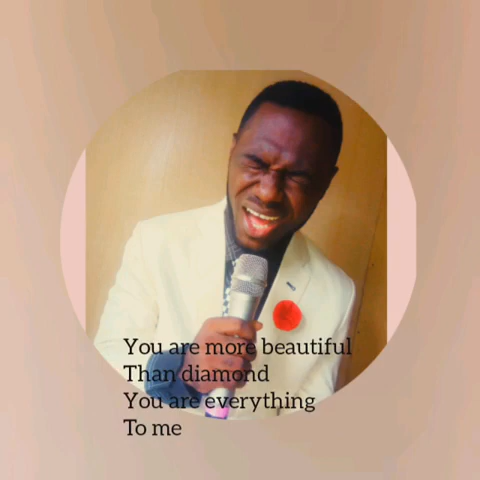 You are more beautiful
Than diamond
You are everything
To me